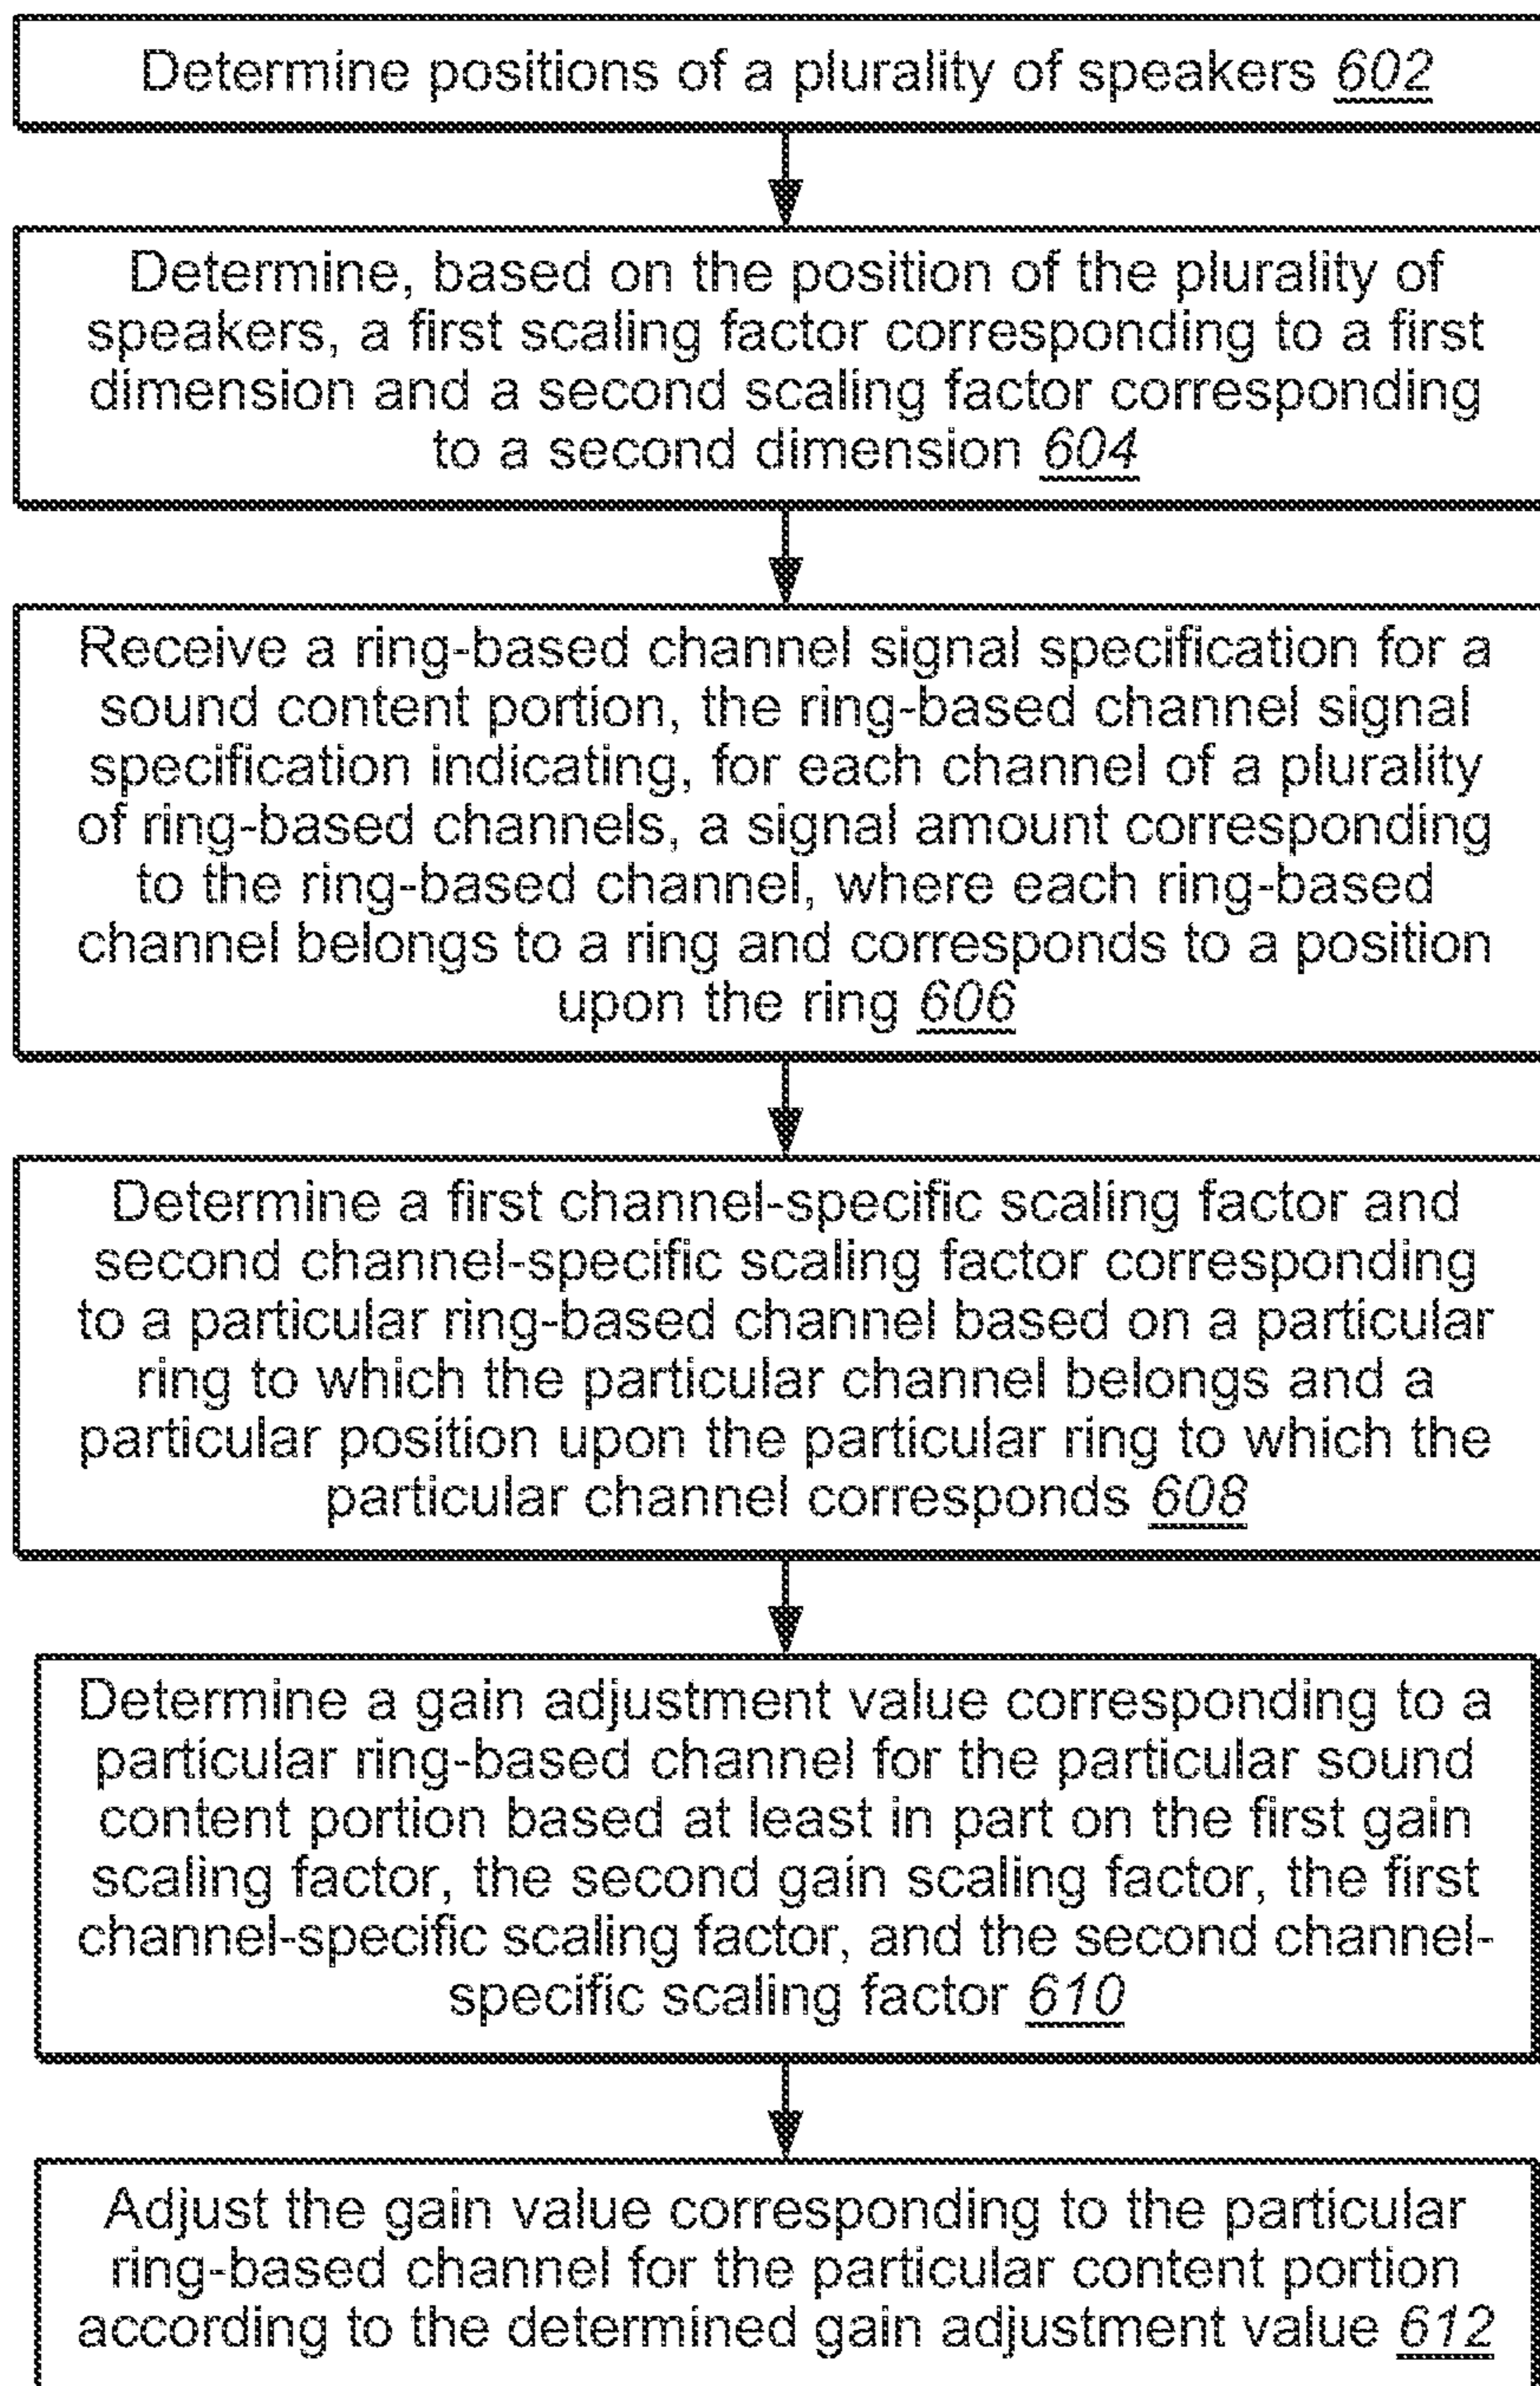 Determine positions of a plurality of speakers 602
Determine, based on the position of the plurality of
speakers, a first scaling factor corresponding to a first
dimension and a second scaling factor corresponding
to a second dimension 604
Receive a ring-based channel signal specification for a
sound content portion, the ring-based channel signal
specification indicating, for each channel of a plurality
of ring-based channels, a signal amount corresponding
to the ring-based channel, where each ring-based
channel belongs to a ring and corresponds to a position
upon the ring 606
Determine a first channel-specific scaling factor and
second channel-specific scaling factor corresponding
to a particular ring-based channel based on a particular
ring to which the particular channel belongs and a
particular position upon the particular ring to which the
particular channel corresponds 608
Determine a gain adjustment value corresponding to a
particular ring-based channel for the particular sound
content portion based at least in part on the first gain
scaling factor, the second gain scaling factor, the first
channel-specific scaling factor, and the second channel-
specific scaling factor 610
Adjust the gain value corresponding to the particular
ring-based channel for the particular content portion
according to the determined gain adjustment value 612